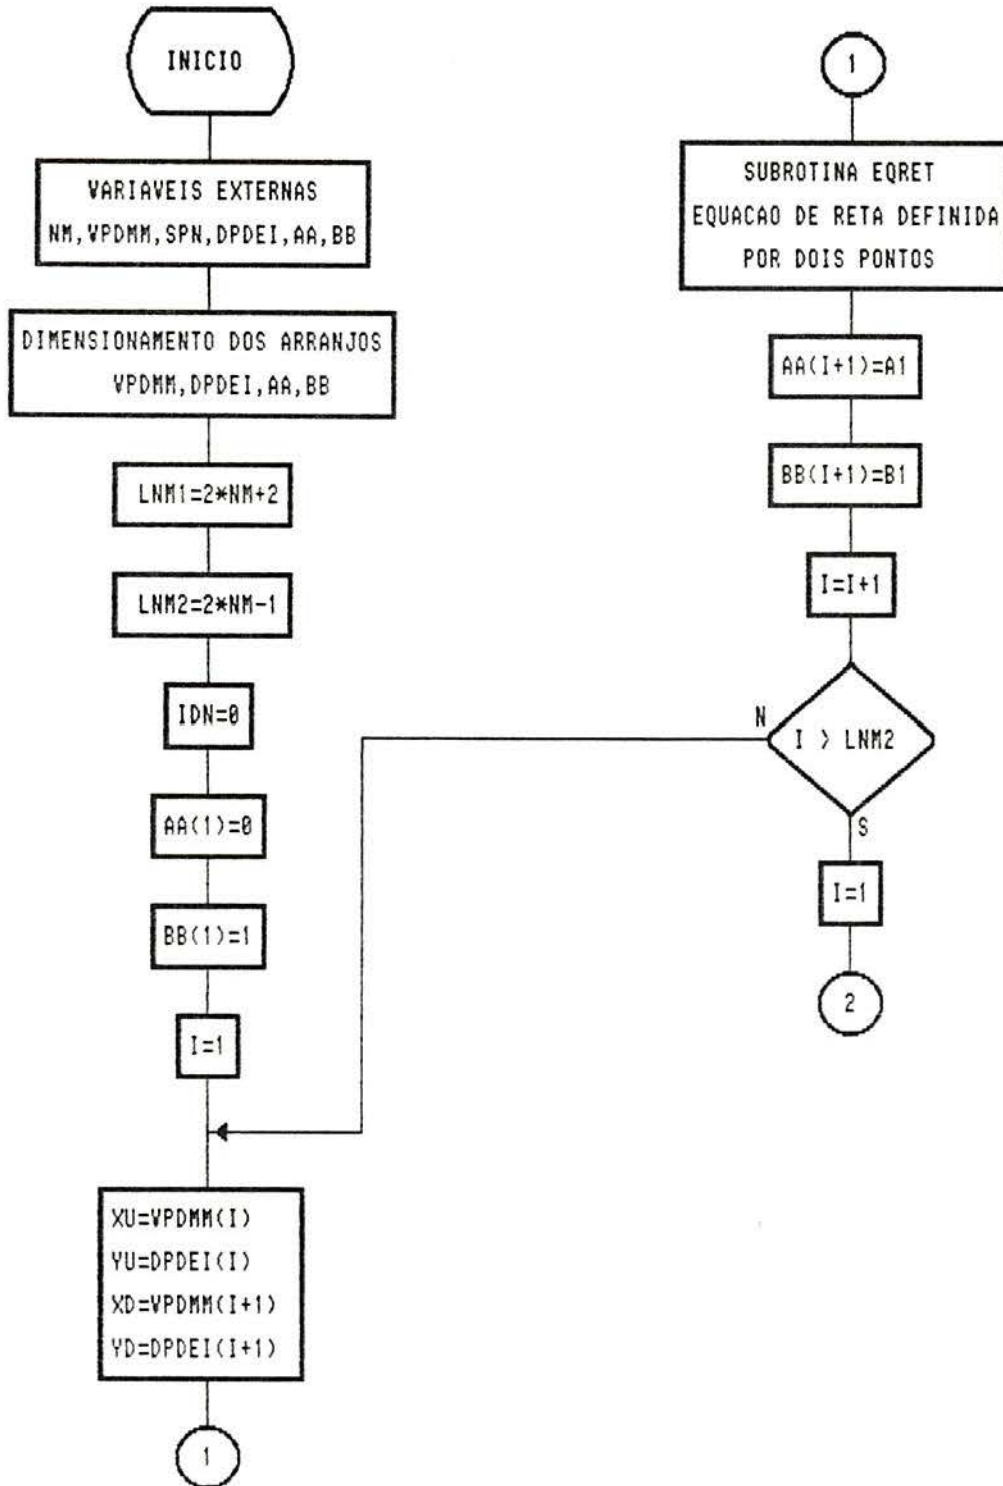 INICIO
VARIAVEIS EXTERNAS
NM,VPDMM,SPN,DPDEI,AA,BB
DIMENSIONAMENTO DOS ARRANJOS
VPDMM,DPDEI,AA,BB
LNM1=2*NM+2
LNM2=2*NM-1
IDN=0
AA(1)=0
BB(1)=1
I=1
XU=VPDMM(I)
YU=DPDEI(I)
XD=VPDMM(I+1)
YD=DPDEI(I+1)
1
1
SUBROTINA EQRET
EQUACAO DE RETA DEFINIDA
POR DOIS PONTOS
AA(I+1)=A1
BB(I+1)=B1
I=I+1
N
I > LNM2
S
I=1
2